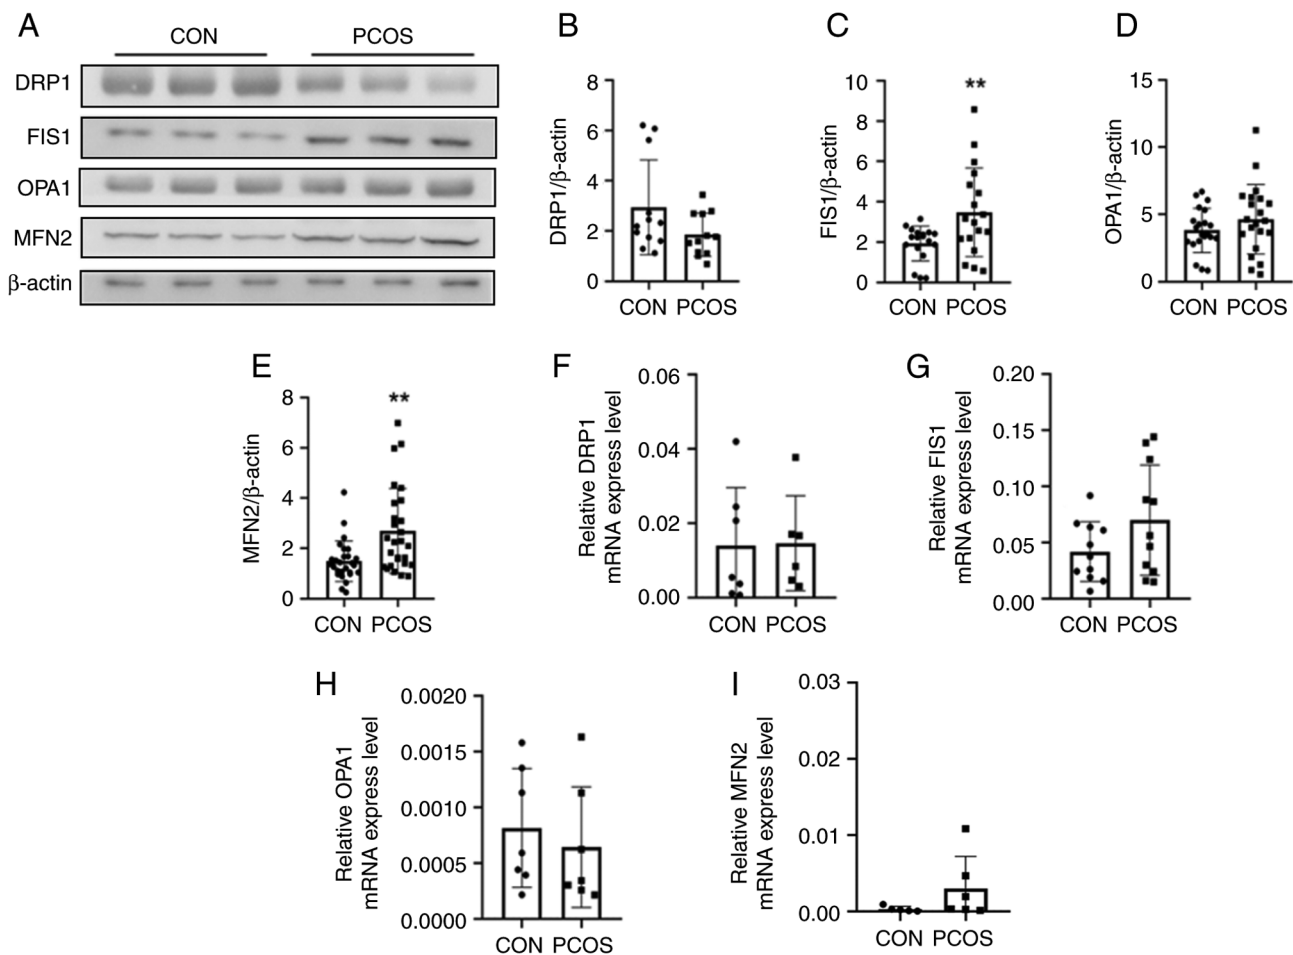 A
CON PCOS
DRP1
FIS1
OPA1
MFN2
β-actin
B
DRP1/β-actin
8
6
4
2
0
CON PCOS
C
FIS1/β-actin
10
8
6
4
2
0
**
CON PCOS
D
OPA1/β-actin
15
10
5
0
CON PCOS
E
MFN2/β-actin
8
6
4
2
0
**
CON PCOS
F
Relative DRP1
mRNA express level
0.06
0.04
0.02
0.00
CON PCOS
G
Relative FIS1
mRNA express level
0.20
0.15
0.10
0.05
0.00
CON PCOS
H
Relative OPA1
mRNA express level
0.0020
0.0015
0.0010
0.0005
0.0000
CON PCOS
I
Relative MFN2
mRNA express level
0.03
0.02
0.01
0.00
CON PCOS